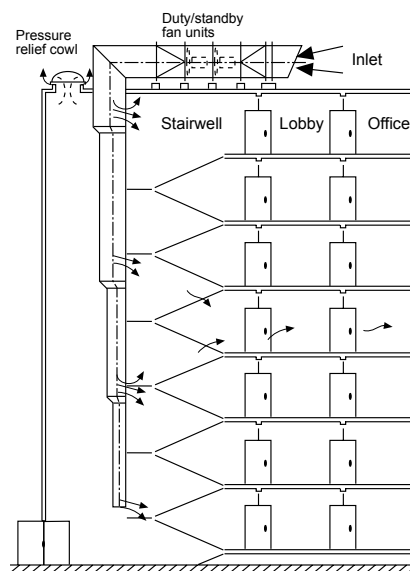 Duty/standby
fan units
Pressure
relief cowl
Inlet
Stairwell
Lobby
Office